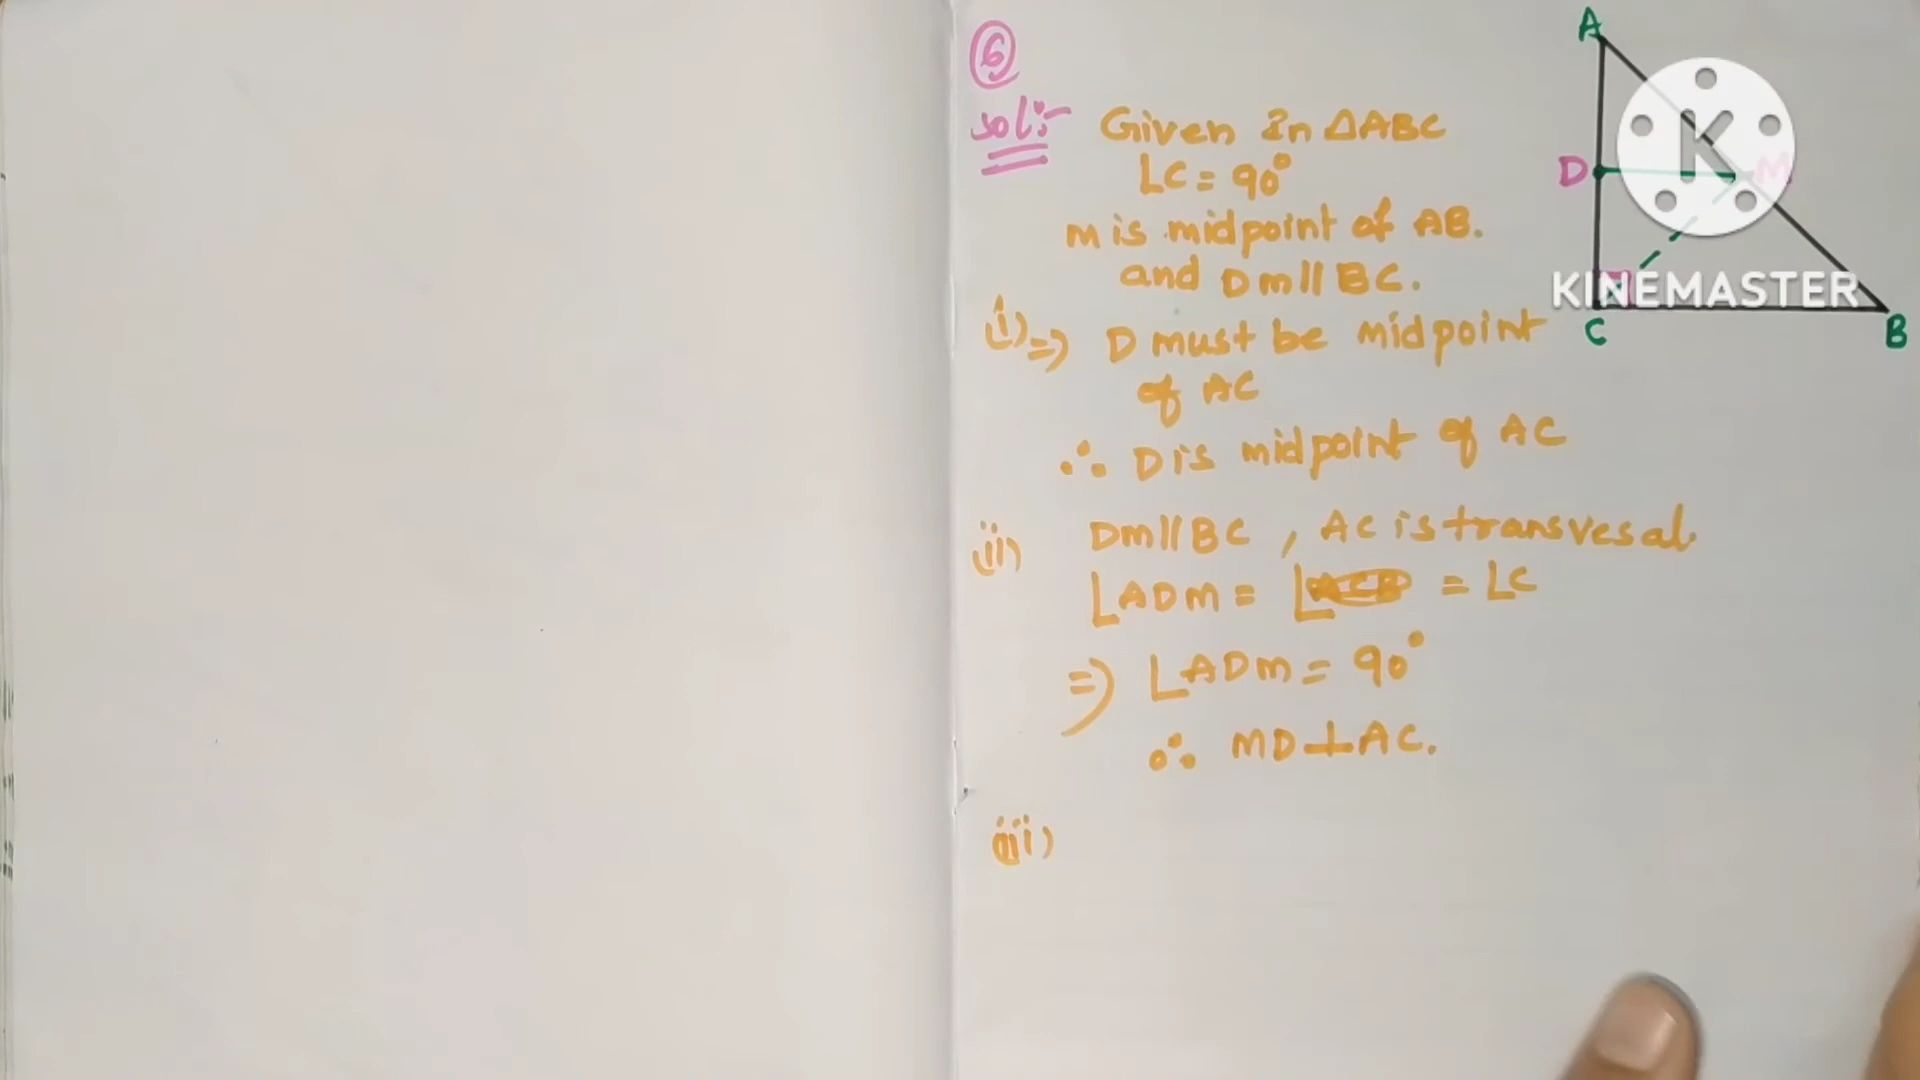 6
Sol:-
Given In ΔABC
∠C = 90°
m is midpoint of AB.
and Dm∥BC.
(i) ⇒ D must be midpoint
of AC
∴ D is midpoint of AC
(ii) Dm∥BC, AC is transvesal.
∠ADM = ∠ = ∠C
⇒ ∠ADM = 90°
∴ MD⊥AC.
(iii)
A
D
M
K
KINEMASTER
C
B